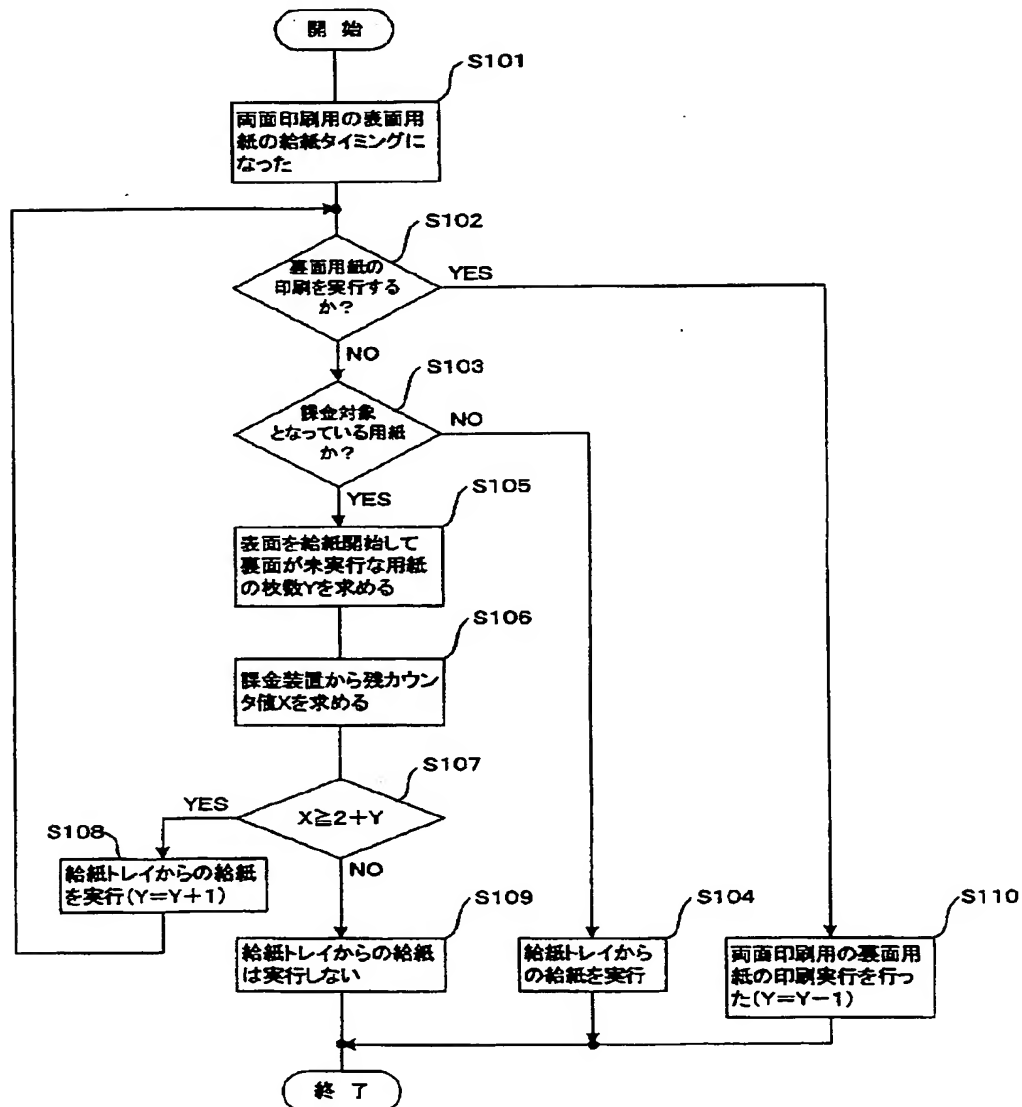 開 始
S101
両面印刷用の表面用
紙の給紙タイミングに
なった
S102
裏面用紙の
印刷を実行する
か?
YES
NO
S103
課金対象
となっている用紙
か?
NO
YES
S105
表面を給紙開始して
裏面が未実行な用紙
の枚数Yを求める
S106
課金装置から残カウン
タ値Xを求める
S107
X≧2+Y
YES
NO
S108
給紙トレイからの給紙
を実行(Y=Y+1)
S109
給紙トレイからの給紙
は実行しない
S104
給紙トレイから
の給紙を実行
S110
両面印刷用の裏面用
紙の印刷実行を行っ
た(Y=Y-1)
終 了